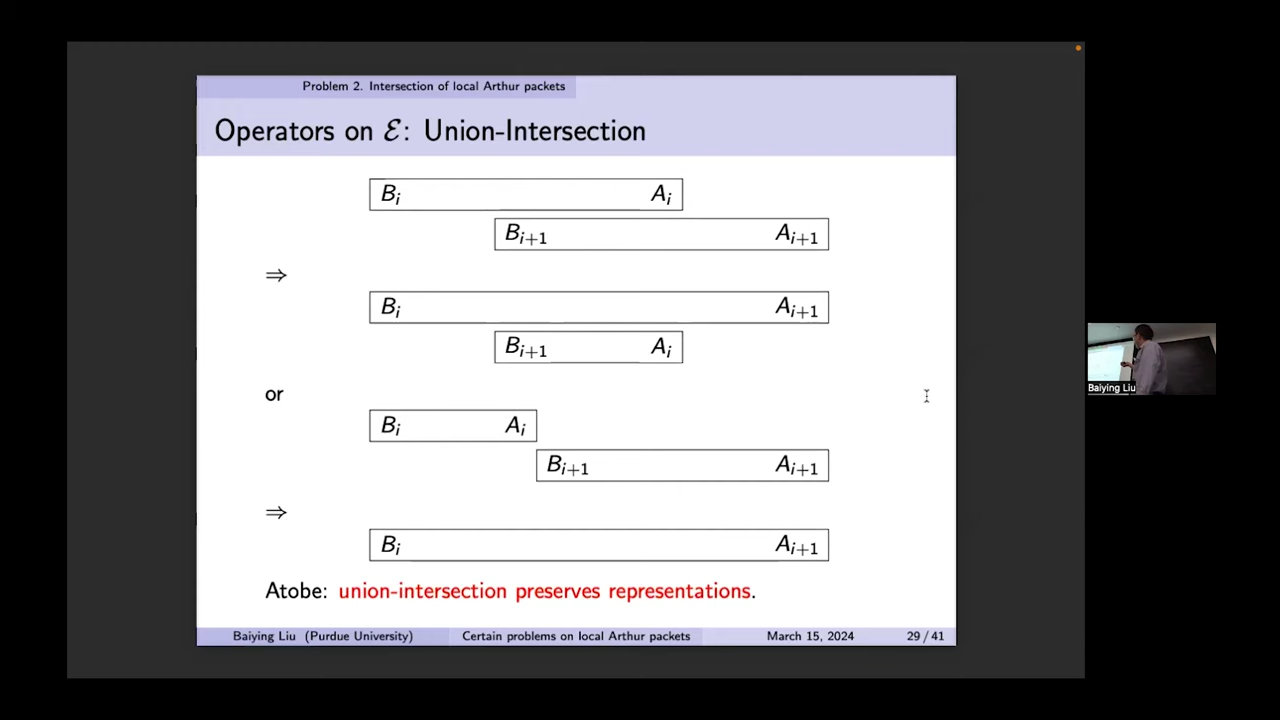 Problem 2. Intersection of local Arthur packets
Operators on ℰ: Union-Intersection
B_i A_i
B_{i+1} A_{i+1}
⇒
B_i A_{i+1}
B_{i+1} A_i
or
B_i A_i
B_{i+1} A_{i+1}
⇒
B_i A_{i+1}
Atobe: union-intersection preserves representations.
Baiying Liu (Purdue University) Certain problems on local Arthur packets March 15, 2024 29 / 41
Baiying Liu